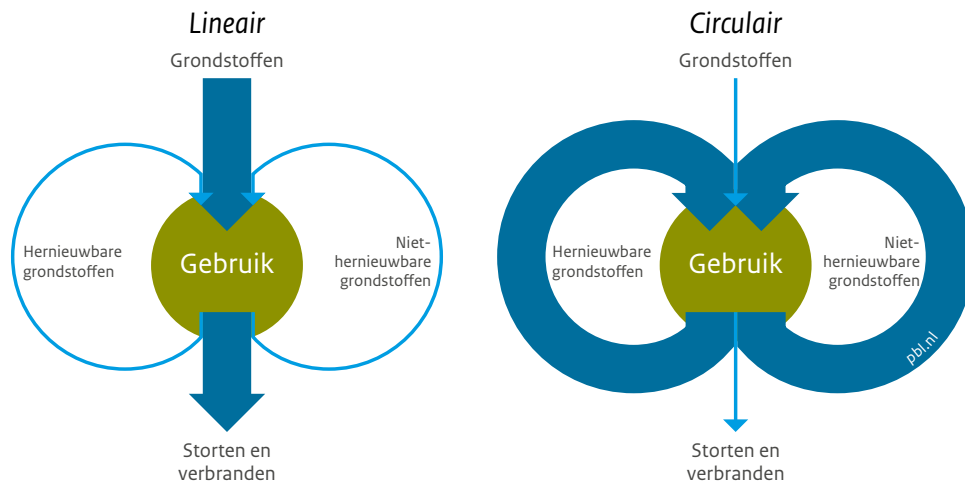 Lineair
Grondstoffen
Hernieuwbare
grondstoffen
Gebruik
Niet-
hernieuwbare
grondstoffen
Storten en
verbranden
Circulair
Grondstoffen
Hernieuwbare
grondstoffen
Gebruik
Niet-
hernieuwbare
grondstoffen
pbl.nl
Storten en
verbranden